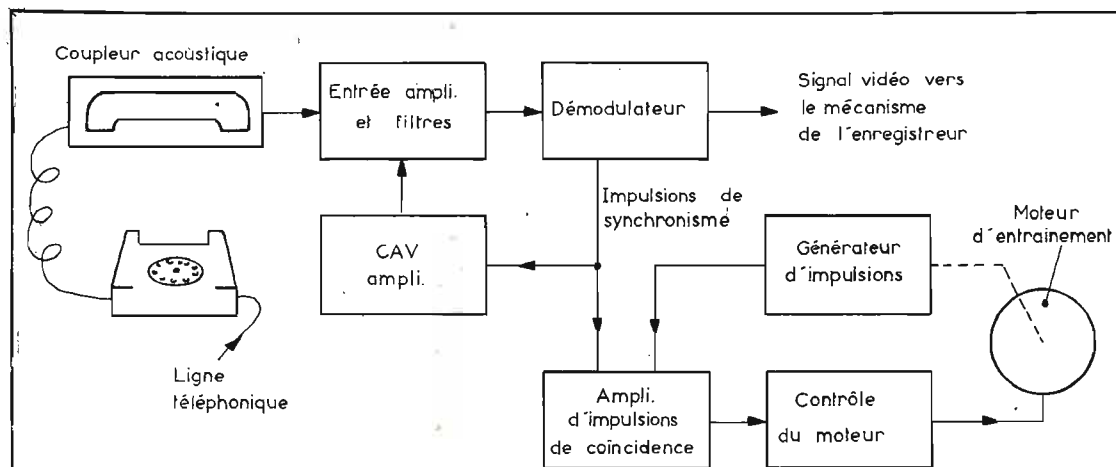 Coupleur acoùstique
Entrée ampli.
et filtres
Démodulateur
Signal vidéo vers
le mécanisme
de l'enregistreur
Impulsions de
synchronisme
CAV
ampli.
Générateur
d'impulsions
Moteur
d'entrainement
Ligne
téléphonique
Ampli.
d'impulsions
de coïncidence
Contrôle
du moteur